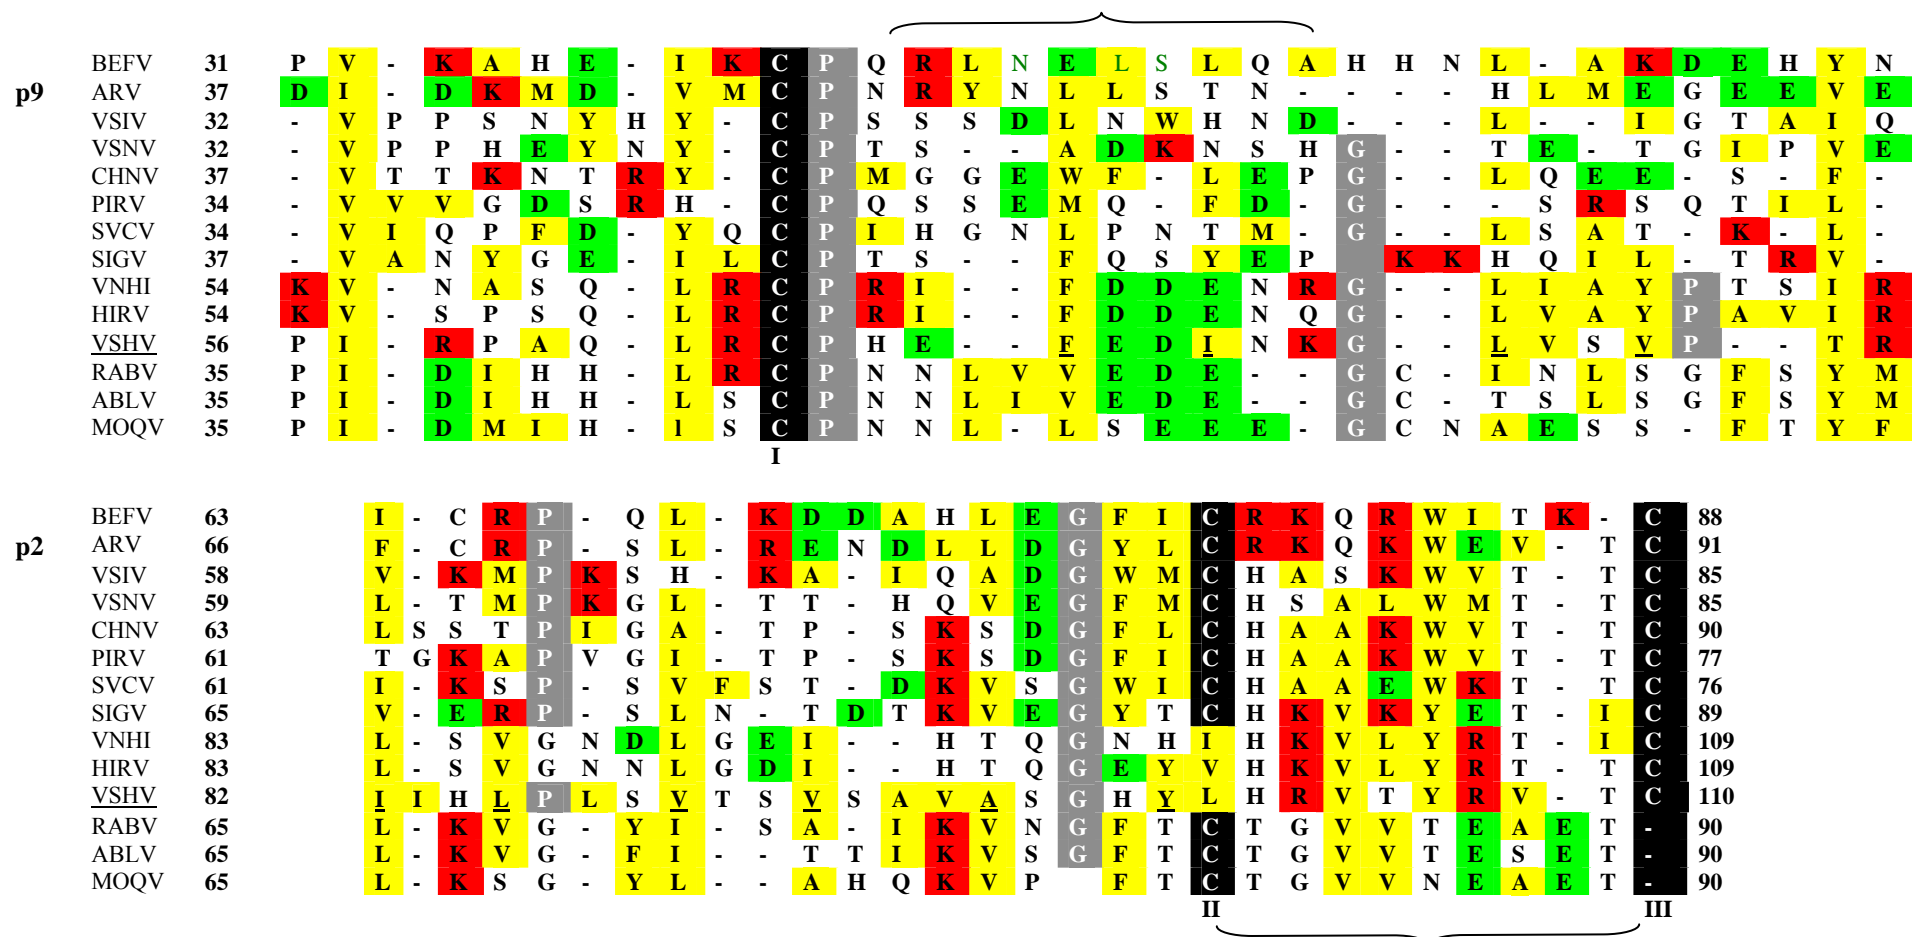 BEFV 31 P V - K A H E - I K C P Q R L N E L S L Q A H H N L - A K D E H Y N
p9 ARV 37 D I - D K M D - V M C P N R Y N L L S T N - - - - H L M E G E E V E
VSIV 32 - V P P S N Y H Y - C P S S S D L N W H N D - - - L - - I G T A I Q
VSNV 32 - V P P H E Y N Y - C P T S - - A D K N S H G - - T E - T G I P V E
CHNV 37 - V T T K N T R Y - C P M G G E W F - L E P G - - L Q E E - S - F -
PIRV 34 - V V V G D S R H - C P Q S S E M Q - F D - G - - - S R S Q T I L -
SVCV 34 - V I Q P F D - Y Q C P I H G N L P N T M - G - - L S A T - K - L -
SIGV 37 - V A N Y G E - I L C P T S - - F Q S Y E P K K H Q I L - T R V -
VNHI 54 K V - N A S Q - L R C P R I - - F D D E N R G - - L I A Y P T S I R
HIRV 54 K V - S P S Q - L R C P R I - - F D D E N Q G - - L V A Y P A V I R
VSHV 56 P I - R P A Q - L R C P H E - - F E D I N K G - - L V S V P - - T R
RABV 35 P I - D I H H - L R C P N N L V V E D E - - G C - I N L S G F S Y M
ABLV 35 P I - D I H H - L S C P N N L I V E D E - - G C - T S L S G F S Y M
MOQV 35 P I - D M I H - l S C P N N L - L S E E E - G C N A E S S - F T Y F
I
BEFV 63 I - C R P - Q L - K D D A H L E G F I C R K Q R W I T K - C 88
p2 ARV 66 F - C R P - S L - R E N D L L D G Y L C R K Q K W E V - T C 91
VSIV 58 V - K M P K S H - K A - I Q A D G W M C H A S K W V T - T C 85
VSNV 59 L - T M P K G L - T T - H Q V E G F M C H S A L W M T - T C 85
CHNV 63 L S S T P I G A - T P - S K S D G F L C H A A K W V T - T C 90
PIRV 61 T G K A P V G I - T P - S K S D G F I C H A A K W V T - T C 77
SVCV 61 I - K S P - S V F S T - D K V S G W I C H A A E W K T - T C 76
SIGV 65 V - E R P - S L N - T D T K V E G Y T C H K V K Y E T - I C 89
VNHI 83 L - S V G N D L G E I - - H T Q G N H I H K V L Y R T - I C 109
HIRV 83 L - S V G N N L G D I - - H T Q G E Y V H K V L Y R T - T C 109
VSHV 82 I I H L P L S V T S V S A V A S G H Y L H R V T Y R V - T C 110
RABV 65 L - K V G - Y I - S A - I K V N G F T C T G V V T E A E T - 90
ABLV 65 L - K V G - F I - - T T I K V S G F T C T G V V T E S E T - 90
MOQV 65 L - K S G - Y L - - A H Q K V P F T C T G V V N E A E T - 90
II III